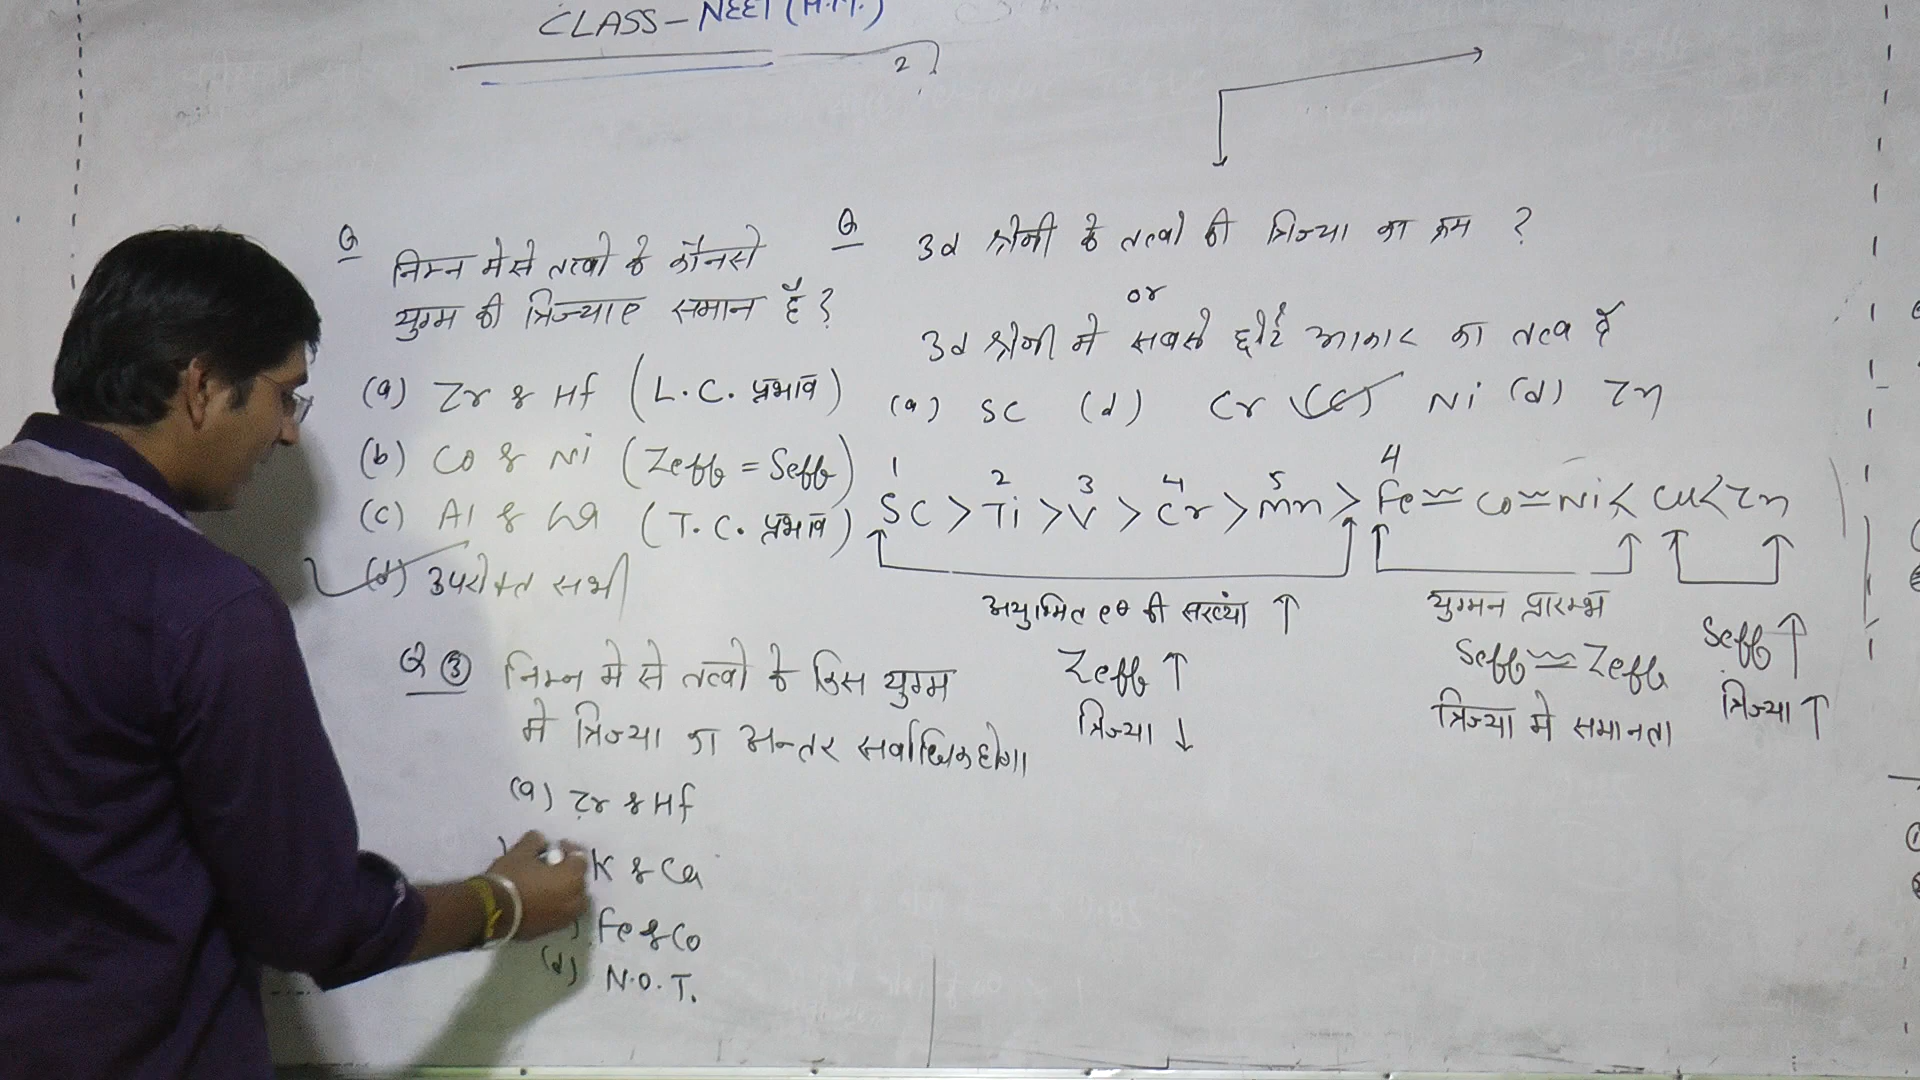 CLASS - NEET (H.M.)
2
Q निम्न मे से तत्वो के कौनसे
युग्म की त्रिज्याए समान है ?
(a) Zr & Hf (L.C. प्रभाव)
(b) Co & Ni (Zeff = Seff)
(c) Al & Ga (T.C. प्रभाव)
(d) उपरोक्त सभी
Q 3d श्रेणी के तत्वो की त्रिज्या का क्रम ?
or
3d श्रेणी मे सबसे छोटे आकार का तत्व है
(a) Sc (d) Cr (c) Ni (d) Zn
1 2 3 4 5 4
Sc > Ti > V > Cr > Mn > Fe ≃ Co ≃ Ni < Cu < Zn
अयुग्मित eθ की संख्या ↑
Zeff ↑
त्रिज्या ↓
युग्मन प्रारम्भ
Seff ≃ Zeff
त्रिज्या मे समानता
Seff ↑
त्रिज्या ↑
Q ③ निम्न मे से तत्वो के किस युग्म
मे त्रिज्या का अन्तर सर्वाधिक होगा
(a) Zr & Hf
K & Ca
) Fe & Co
(d) N.O.T.